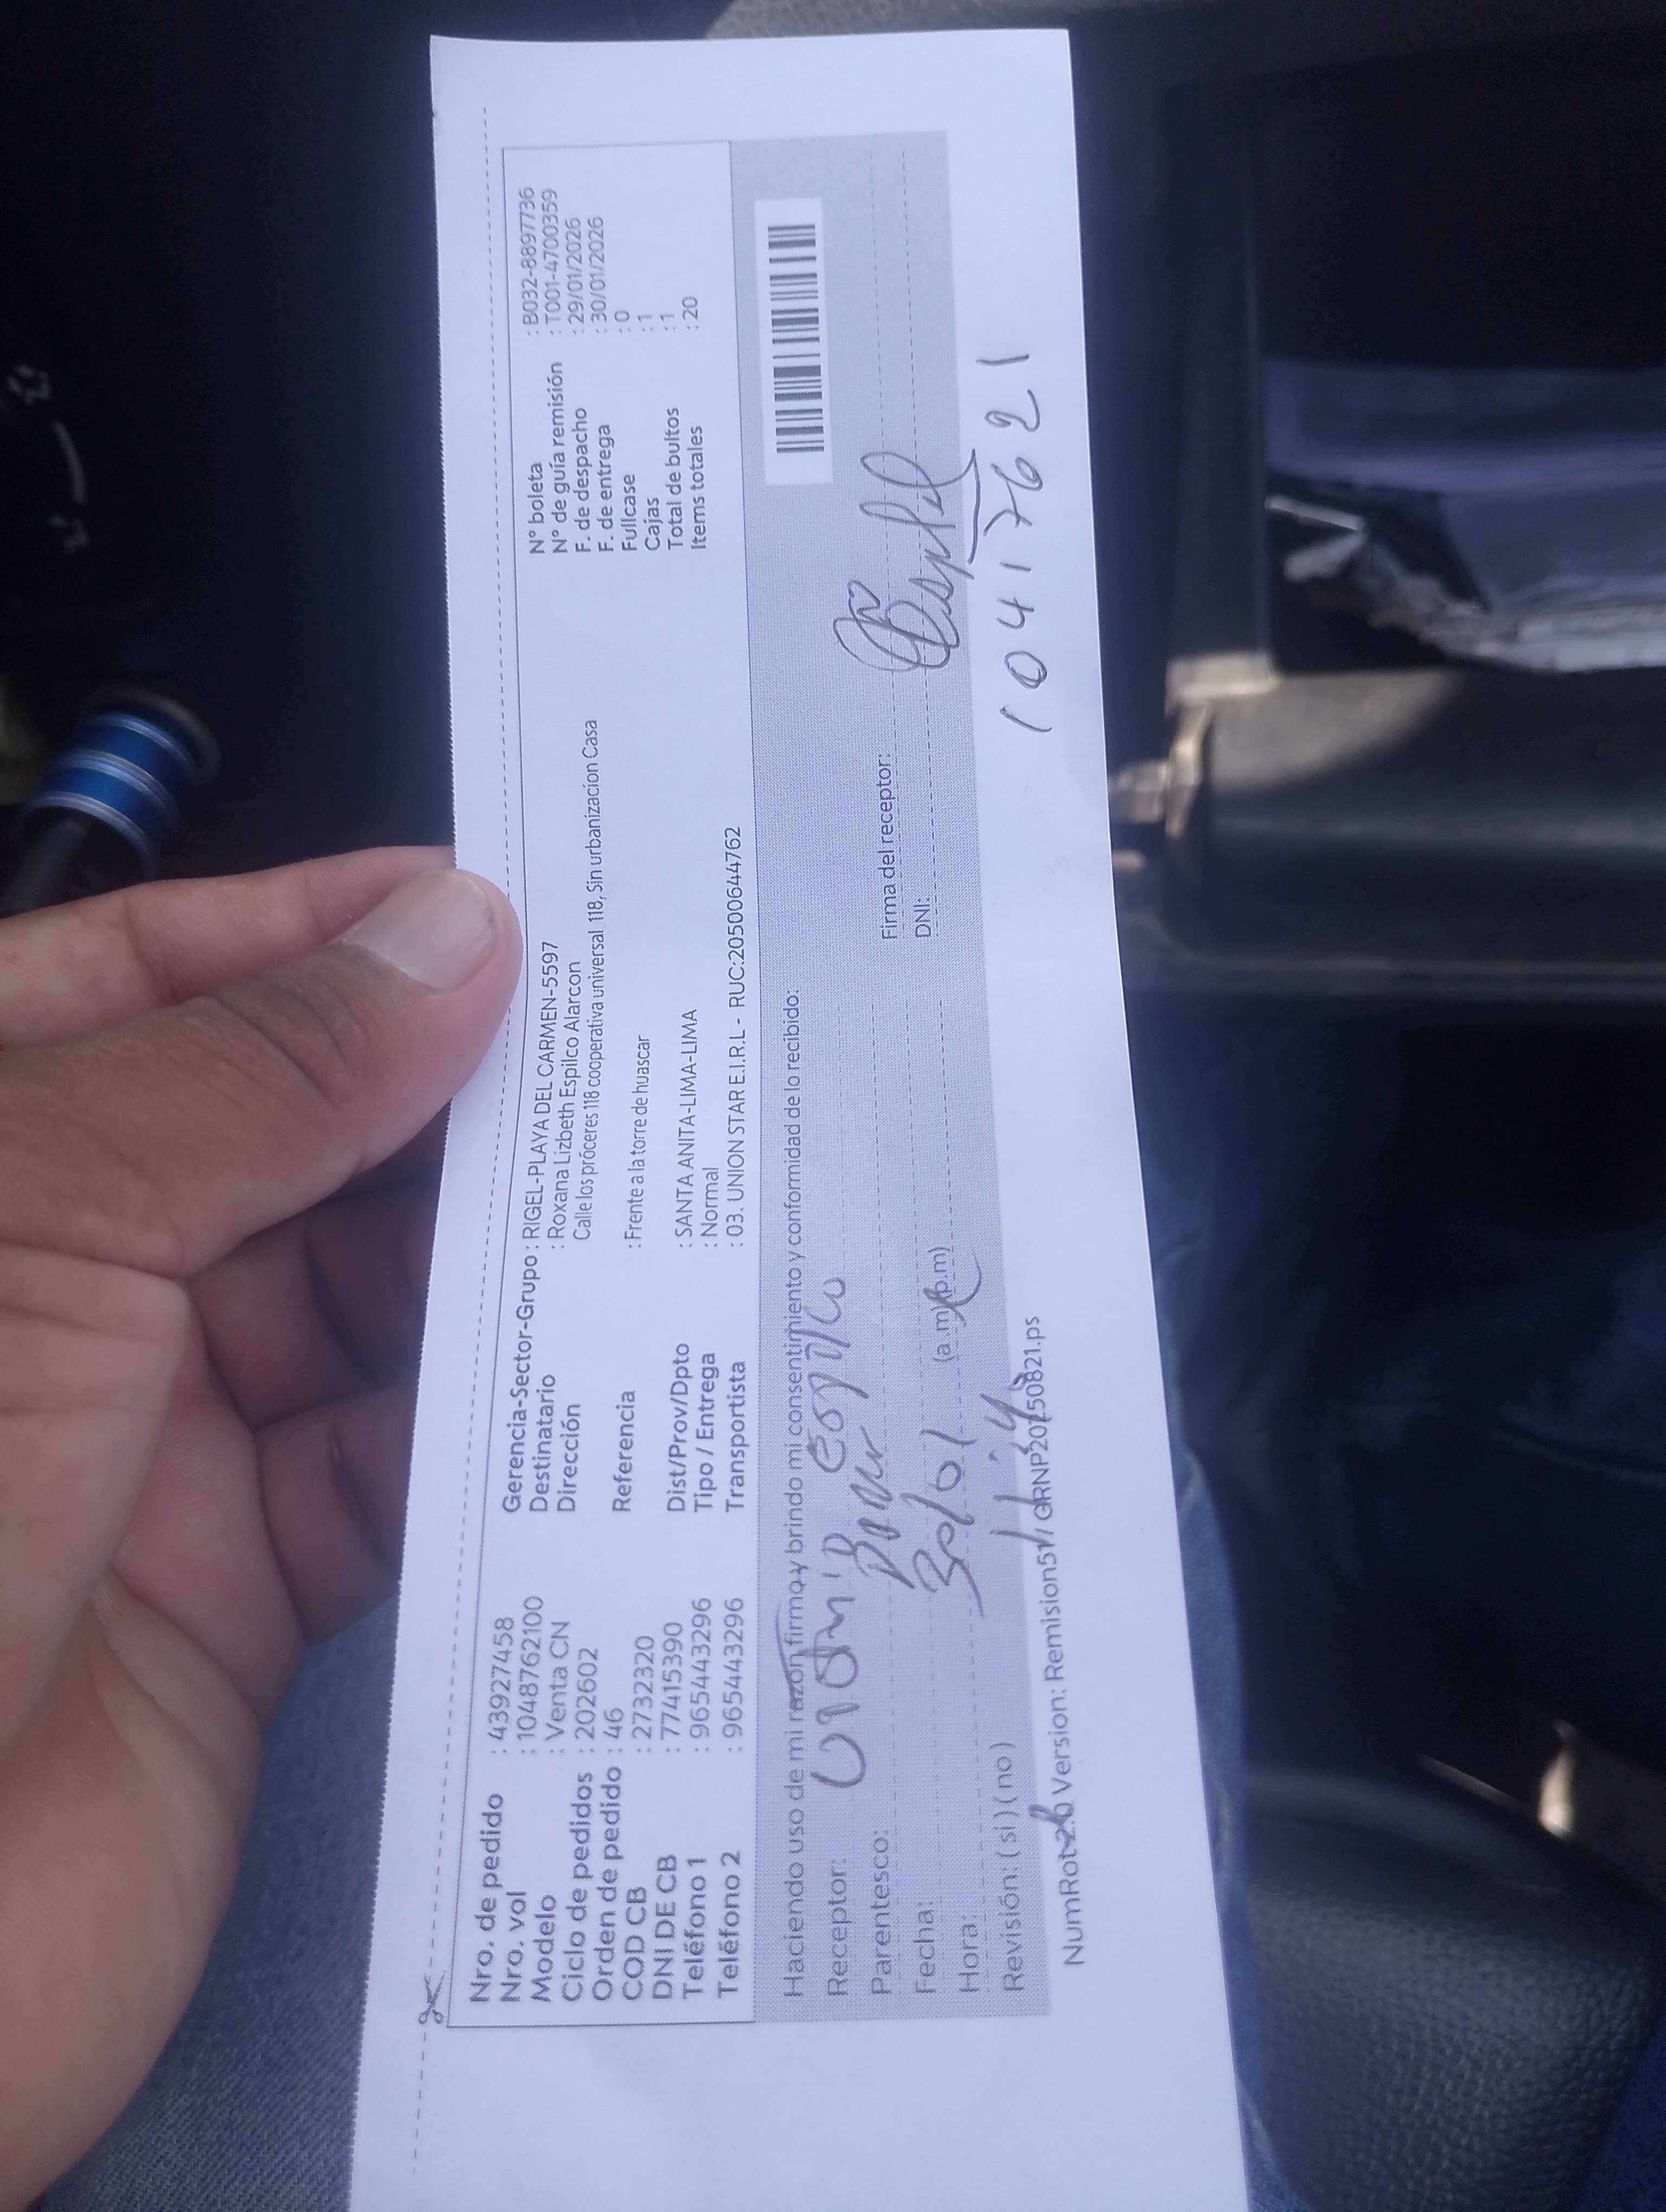 Nro. de pedido : 43927458
Nro. vol : 1048762100
Modelo : Venta CN
Ciclo de pedidos : 202602
Orden de pedido : 46
COD CB : 2732320
DNI DE CB : 77415390
Teléfono 1 : 965443296
Teléfono 2 : 965443296
Gerencia-Sector-Grupo : RIGEL-PLAYA DEL CARMEN-5597
Destinatario : Roxana Lizbeth Espilco Alarcon
Dirección Calle los próceres 118 cooperativa universal 118, Sin urbanizacion Casa
Referencia : Frente a la torre de huascar
Dist/Prov/Dpto : SANTA ANITA-LIMA-LIMA
Tipo / Entrega : Normal
Transportista : 03. UNION STAR E.I.R.L - RUC:20500644762
N° boleta : B032-8897736
N° de guía remisión : T001-4700359
F. de despacho : 29/01/2026
F. de entrega : 30/01/2026
Fullcase : 0
Cajas : 1
Total de bultos : 1
Items totales : 20
Haciendo uso de mi razón firmo y brindo mi consentimiento y conformidad de lo recibido:
Receptor: Espilco
Parentesco:
Fecha: 30/01 (a.m)(p.m)
Hora:
Revisión: ( si ) ( no )
Firma del receptor:
DNI:
10417621
NumRot Version: Remision51/ GRNP20250821.ps